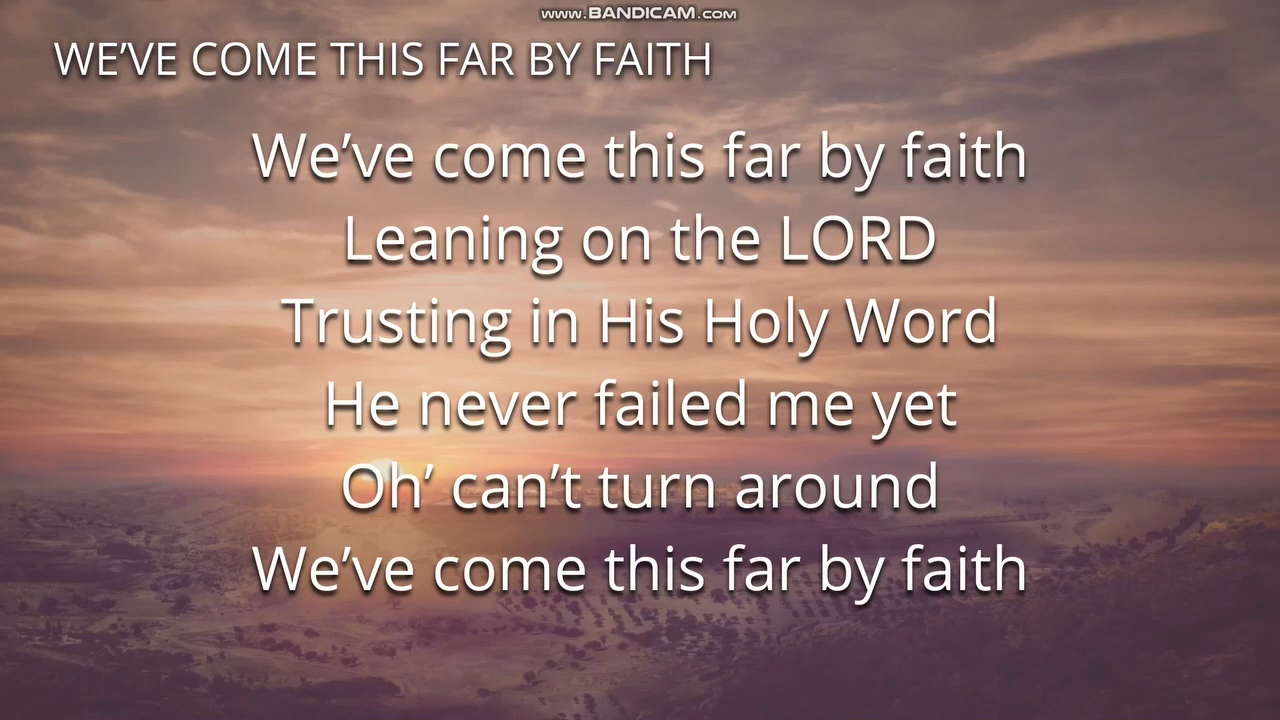 www.BANDICAM.com
WE’VE COME THIS FAR BY FAITH
We’ve come this far by faith
Leaning on the LORD
Trusting in His Holy Word
He never failed me yet
Oh’ can’t turn around
We’ve come this far by faith